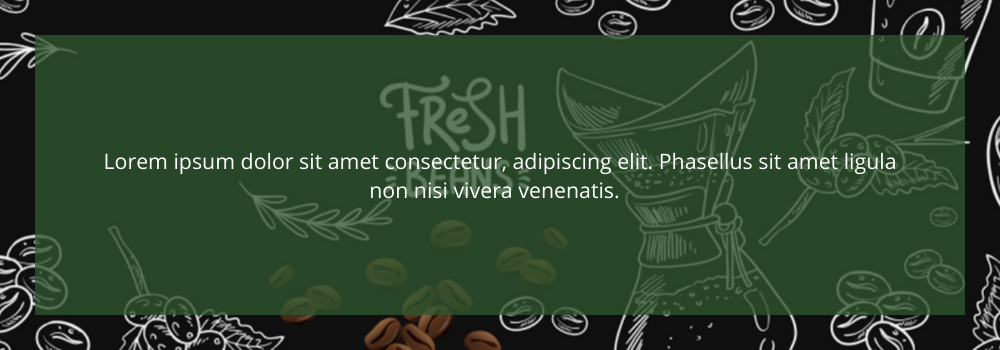 FReSH
Lorem ipsum dolor sit amet consectetur, adipiscing elit. Phasellus sit amet ligula
BEANS
non nisi vivera venenatis.